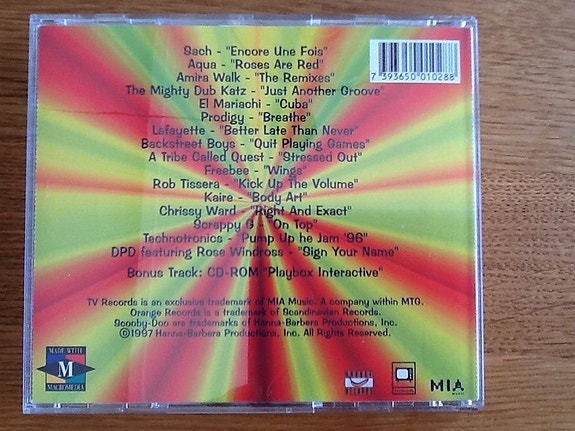 Sach - "Encore Une Fois"
Aqua - "Roses Are Red"
Amira Walk - "The Remixes"
The Mighty Dub Katz - "Just Another Groove"
El Mariachi - "Cuba"
Prodigy - "Breathe"
Lafayette - "Better Late Than Never"
Backstreet Boys - "Quit Playing Games"
A Tribe Called Quest - "Stressed Out"
Freebee - "Wings"
Rob Tissera - "Kick Up The Volume"
Kaire - "Body Art"
Chrissy Ward - "Right And Exact"
Scrappy G - "On Top"
Technotronics - "Pump Up he Jam '96"
DPD featuring Rose Windross - "Sign Your Name"
Bonus Track: CD-ROM "Playbox Interactive"
TV Records is an exclusive trademark of MIA Music. A company within MTG.
Orange Records is a trademark of Scandinavian Records.
Scooby-Doo are trademarks of Hanna-Barbera Productions, Inc.
©1997 Hanna-Barbera Productions, Inc. All Rights Reserved.
7 393650 010288
MADE WITH
M
MACROMEDIA
ORANGE
RECORDS
MIA
MUSIC